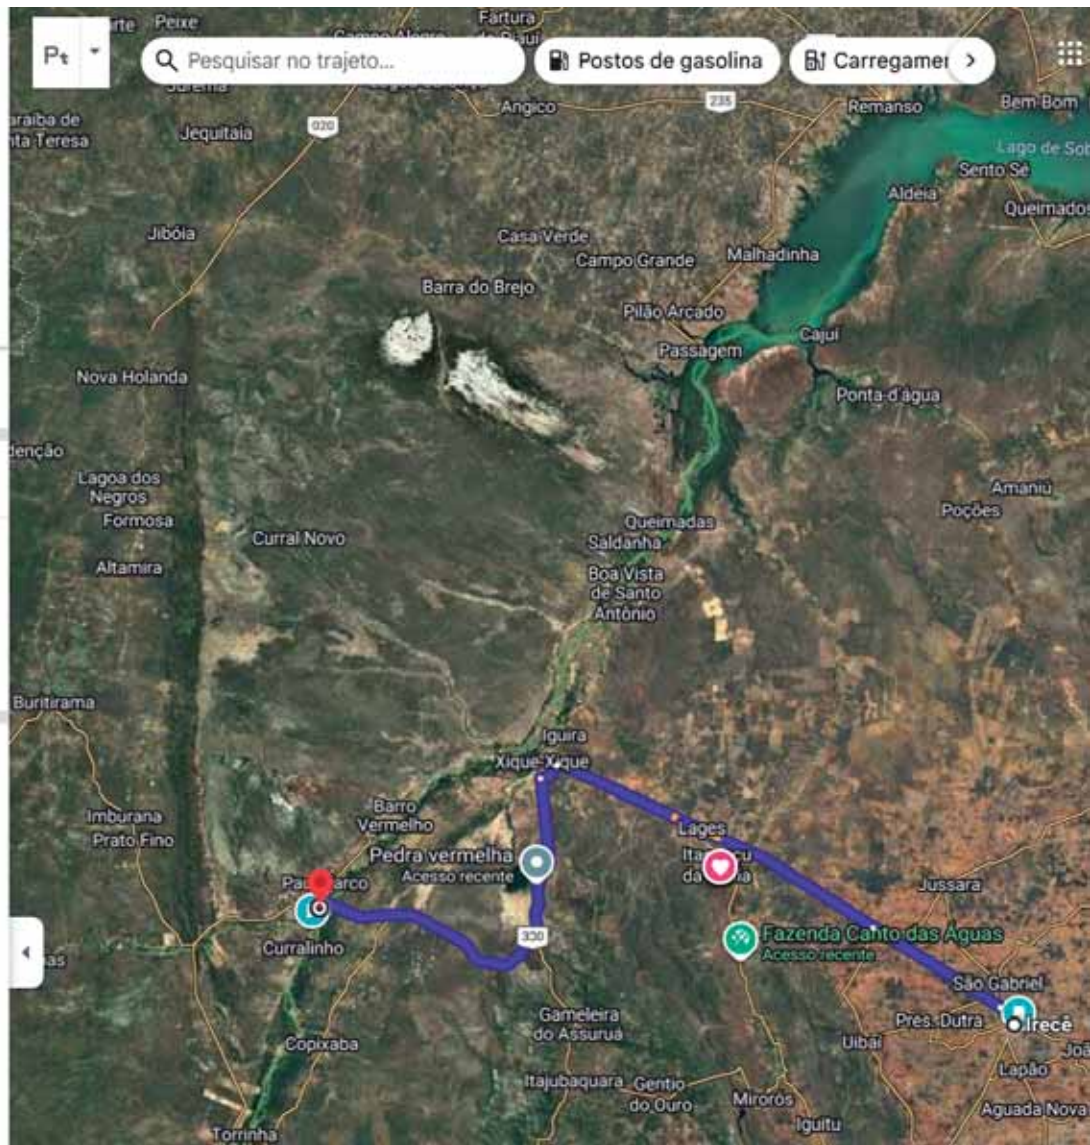 Fartura
Peixe
Pt
Pesquisar no trajeto...
Postos de gasolina
Jurema
Angico
235
Remanso
Bem Bom
020
Jequitaia
Lago de Sob
Sento Sé
Aldeia
Queimados
Jibóia
Casa Verde
Campo Grande
Malhadinha
Barra do Brejo
Pilão Arcado
Cajuí
Passagem
Nova Holanda
Ponta-d'água
denção
Lagoa dos
Negros
Amaniú
Formosa
Queimadas
Poções
Curral Novo
Saldanha
Altamira
Boa Vista
de Santo
Antônio
Buritirama
Iguira
Xique-Xique
Barro
Vermelho
Imburana
Prato Fino
Lages
Pedra vermelha
Acesso recente
Jussara
Curralinho
330
Fazenda Canto das Águas
Acesso recente
São Gabriel
Gameleira
do Assuruá
Pres. Dutra
Irecê
Copixaba
Uibaí
Lapão
Itajubaquara
Gentio
do Ouro
Mirorós
Aguada Nova
Iguitu
Torrinha